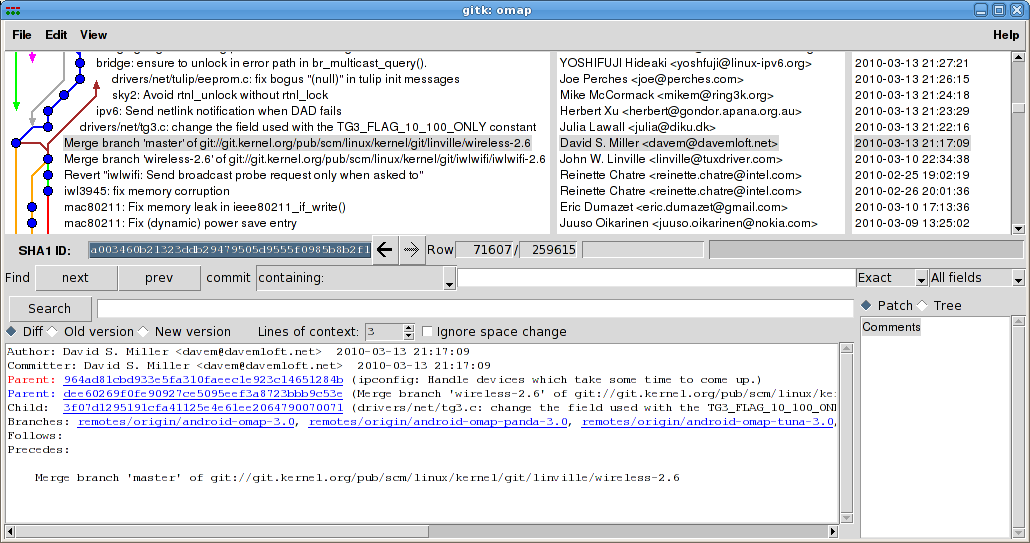 gitk: omap
File Edit View Help
bridge: ensure to unlock in error path in br_multicast_query(). YOSHIFUJI Hideaki <yoshfuji@linux-ipv6.org> 2010-03-13 21:27:21
drivers/net/tulip/eeprom.c: fix bogus "(null)" in tulip init messages Joe Perches <joe@perches.com> 2010-03-13 21:26:15
sky2: Avoid rtnl_unlock without rtnl_lock Mike McCormack <mikem@ring3k.org> 2010-03-13 21:24:18
ipv6: Send netlink notification when DAD fails Herbert Xu <herbert@gondor.apana.org.au> 2010-03-13 21:23:29
drivers/net/tg3.c: change the field used with the TG3_FLAG_10_100_ONLY constant Julia Lawall <julia@diku.dk> 2010-03-13 21:22:16
Merge branch 'master' of git://git.kernel.org/pub/scm/linux/kernel/git/linville/wireless-2.6 David S. Miller <davem@davemloft.net> 2010-03-13 21:17:09
Merge branch 'wireless-2.6' of git://git.kernel.org/pub/scm/linux/kernel/git/iwlwifi/iwlwifi-2.6 John W. Linville <linville@tuxdriver.com> 2010-03-10 22:34:38
Revert "iwlwifi: Send broadcast probe request only when asked to" Reinette Chatre <reinette.chatre@intel.com> 2010-02-25 19:02:19
iwl3945: fix memory corruption Reinette Chatre <reinette.chatre@intel.com> 2010-02-26 20:01:36
mac80211: Fix memory leak in ieee80211_if_write() Eric Dumazet <eric.dumazet@gmail.com> 2010-03-10 17:13:36
mac80211: Fix (dynamic) power save entry Juuso Oikarinen <juuso.oikarinen@nokia.com> 2010-03-09 13:25:02
SHA1 ID: a003460b21323ddb29479505d9555f0985b8b2f1 Row 71607 / 259615
Find next prev commit containing: Exact All fields
Search Patch Tree
Diff Old version New version Lines of context: 3 Ignore space change Comments
Author: David S. Miller <davem@davemloft.net> 2010-03-13 21:17:09
Committer: David S. Miller <davem@davemloft.net> 2010-03-13 21:17:09
Parent: 964ad81cbd933e5fa310faeec1e923c14651284b (ipconfig: Handle devices which take some time to come up.)
Parent: dee60269f0fe90927ce5095eef3a8723bbb9c53e (Merge branch 'wireless-2.6' of git://git.kernel.org/pub/scm/linux/ke
Child: 3f07d1295191cfa41125e4e61ee2064790070071 (drivers/net/tg3.c: change the field used with the TG3_FLAG_10_100_ONL
Branches: remotes/origin/android-omap-3.0, remotes/origin/android-omap-panda-3.0, remotes/origin/android-omap-tuna-3.0,
Follows:
Precedes:
Merge branch 'master' of git://git.kernel.org/pub/scm/linux/kernel/git/linville/wireless-2.6